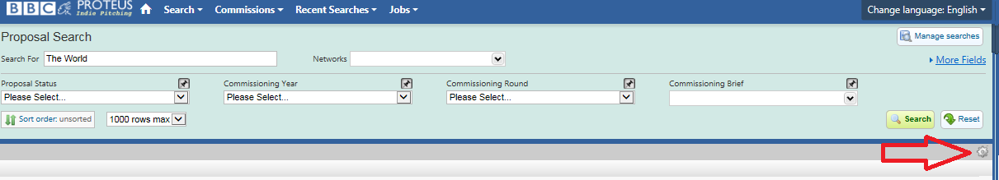 BBC PROTEUS Search Commissions Recent Searches Jobs Change language: English
Indie Pitching
Proposal Search Manage searches
Search For The World Networks More Fields
Proposal Status Commissioning Year Commissioning Round Commissioning Brief
Please Select... Please Select... Please Select...
Sort order: unsorted 1000 rows max Search Reset